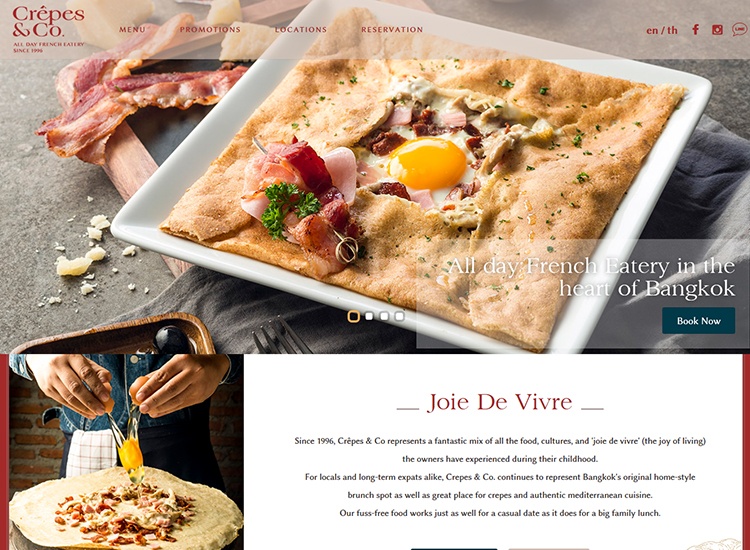 Crêpes
& Co.
ALL DAY FRENCH EATERY
SINCE 1996
MENU PROMOTIONS LOCATIONS RESERVATION
en / th
LINE
All day French Eatery in the
heart of Bangkok
Book Now
Joie De Vivre
Since 1996, Crêpes & Co represents a fantastic mix of all the food, cultures, and 'joie de vivre' (the joy of living)
the owners have experienced during their childhood.
For locals and long-term expats alike, Crepes & Co. continues to represent Bangkok's original home-style
brunch spot as well as great place for crepes and authentic mediterranean cuisine.
Our fuss-free food works just as well for a casual date as it does for a big family lunch.